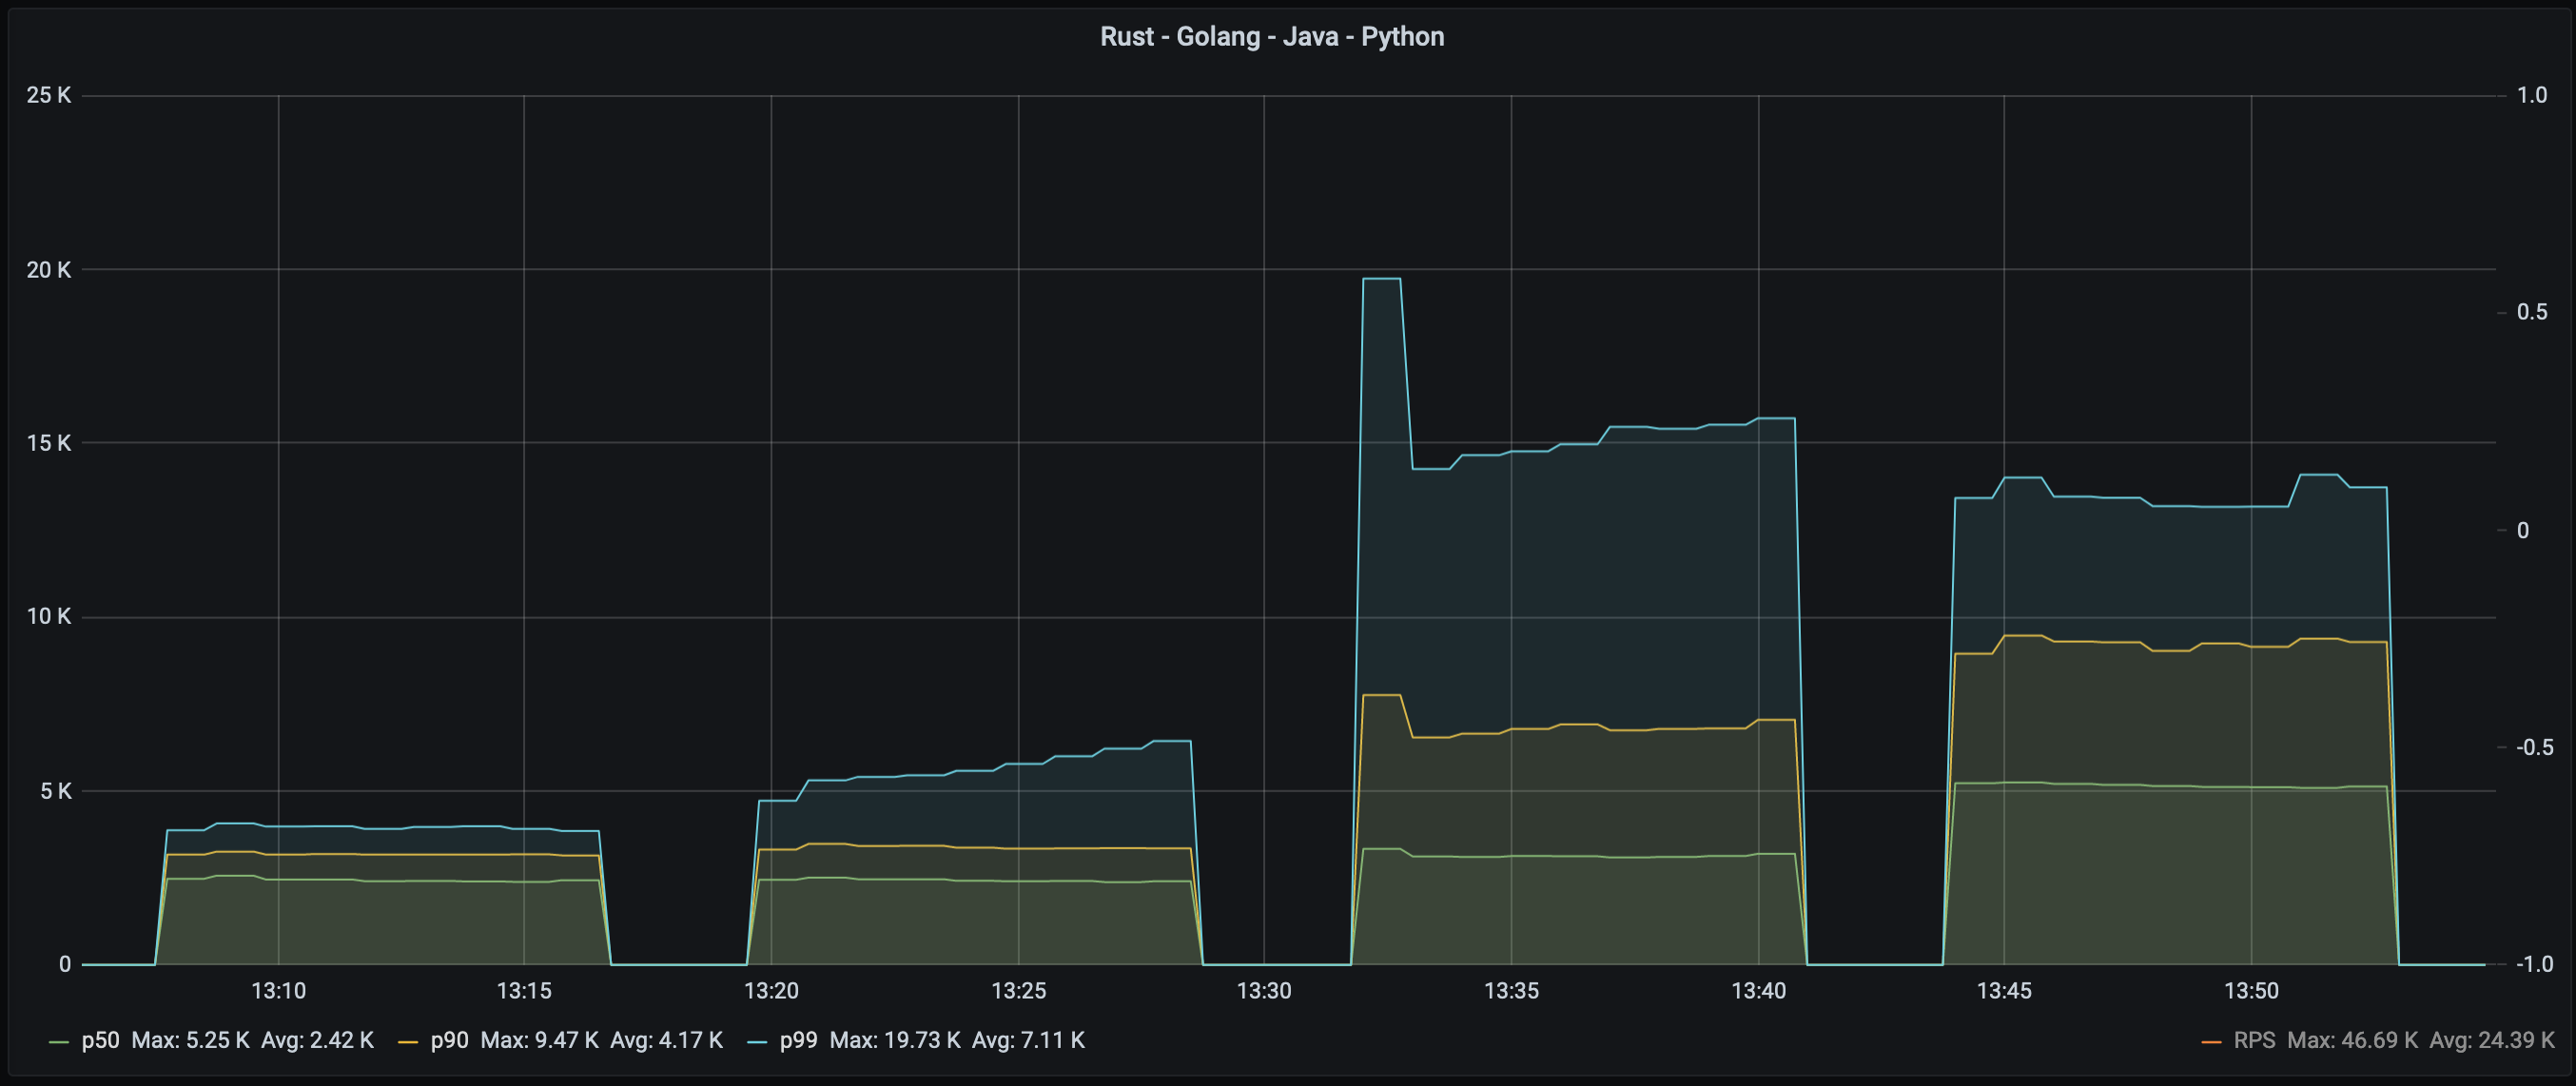 Rust - Golang - Java - Python
25 K
1.0
20 K
0.5
15 K
0
10 K
-0.5
5 K
0
-1.0
13:10 13:15 13:20 13:25 13:30 13:35 13:40 13:45 13:50
p50 Max: 5.25 K Avg: 2.42 K p90 Max: 9.47 K Avg: 4.17 K p99 Max: 19.73 K Avg: 7.11 K RPS Max: 46.69 K Avg: 24.39 K